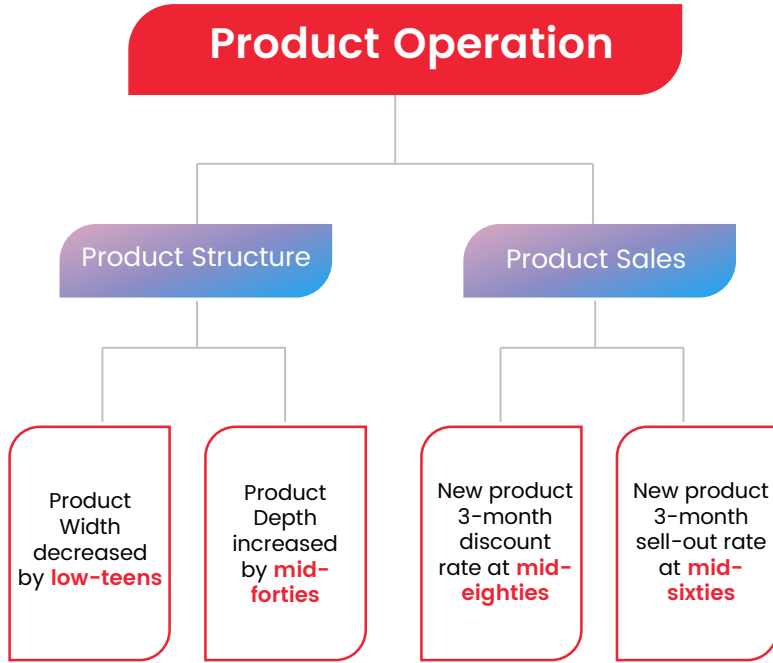 Product Operation
Product Structure
Product Sales
Product
Width
decreased
by low-teens
Product
Depth
increased
by mid-
forties
New product
3-month
discount
rate at mid-
eighties
New product
3-month
sell-out rate
at mid-
sixties